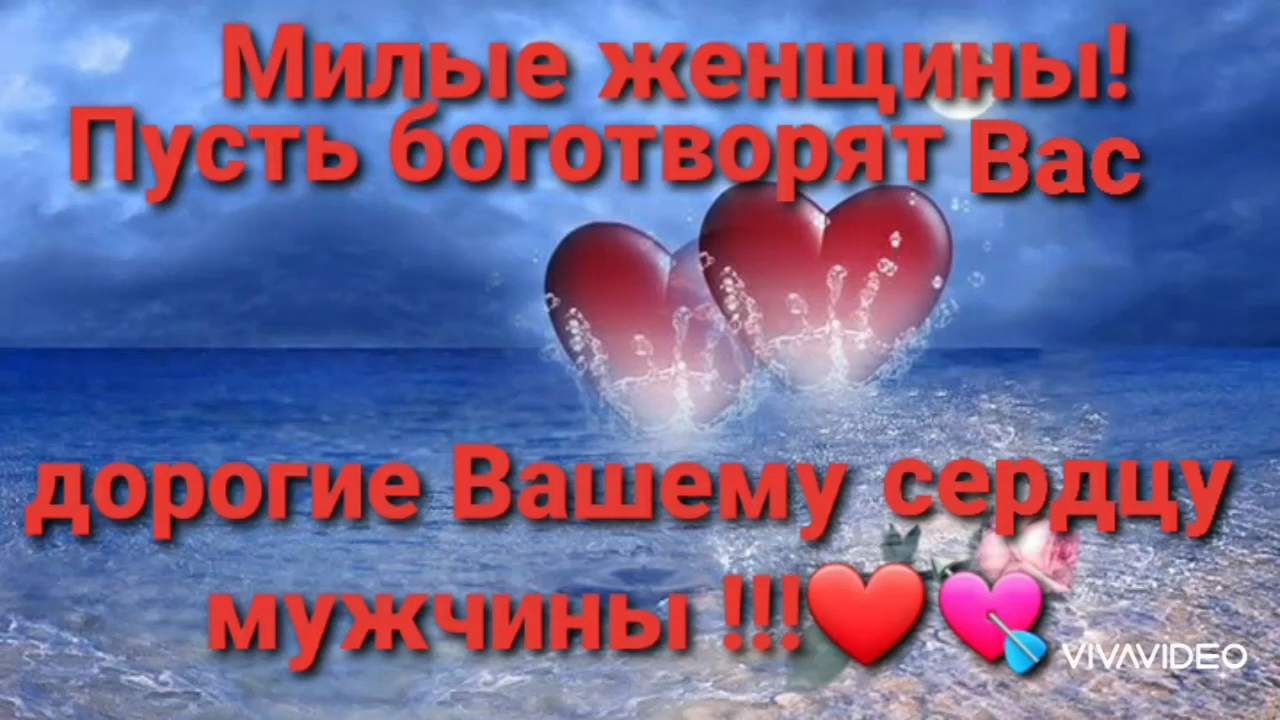 Милые женщины!
Пусть боготворят Вас
дорогие Вашему сердцу
мужчины !!!❤️💘
VIVAVIDEO